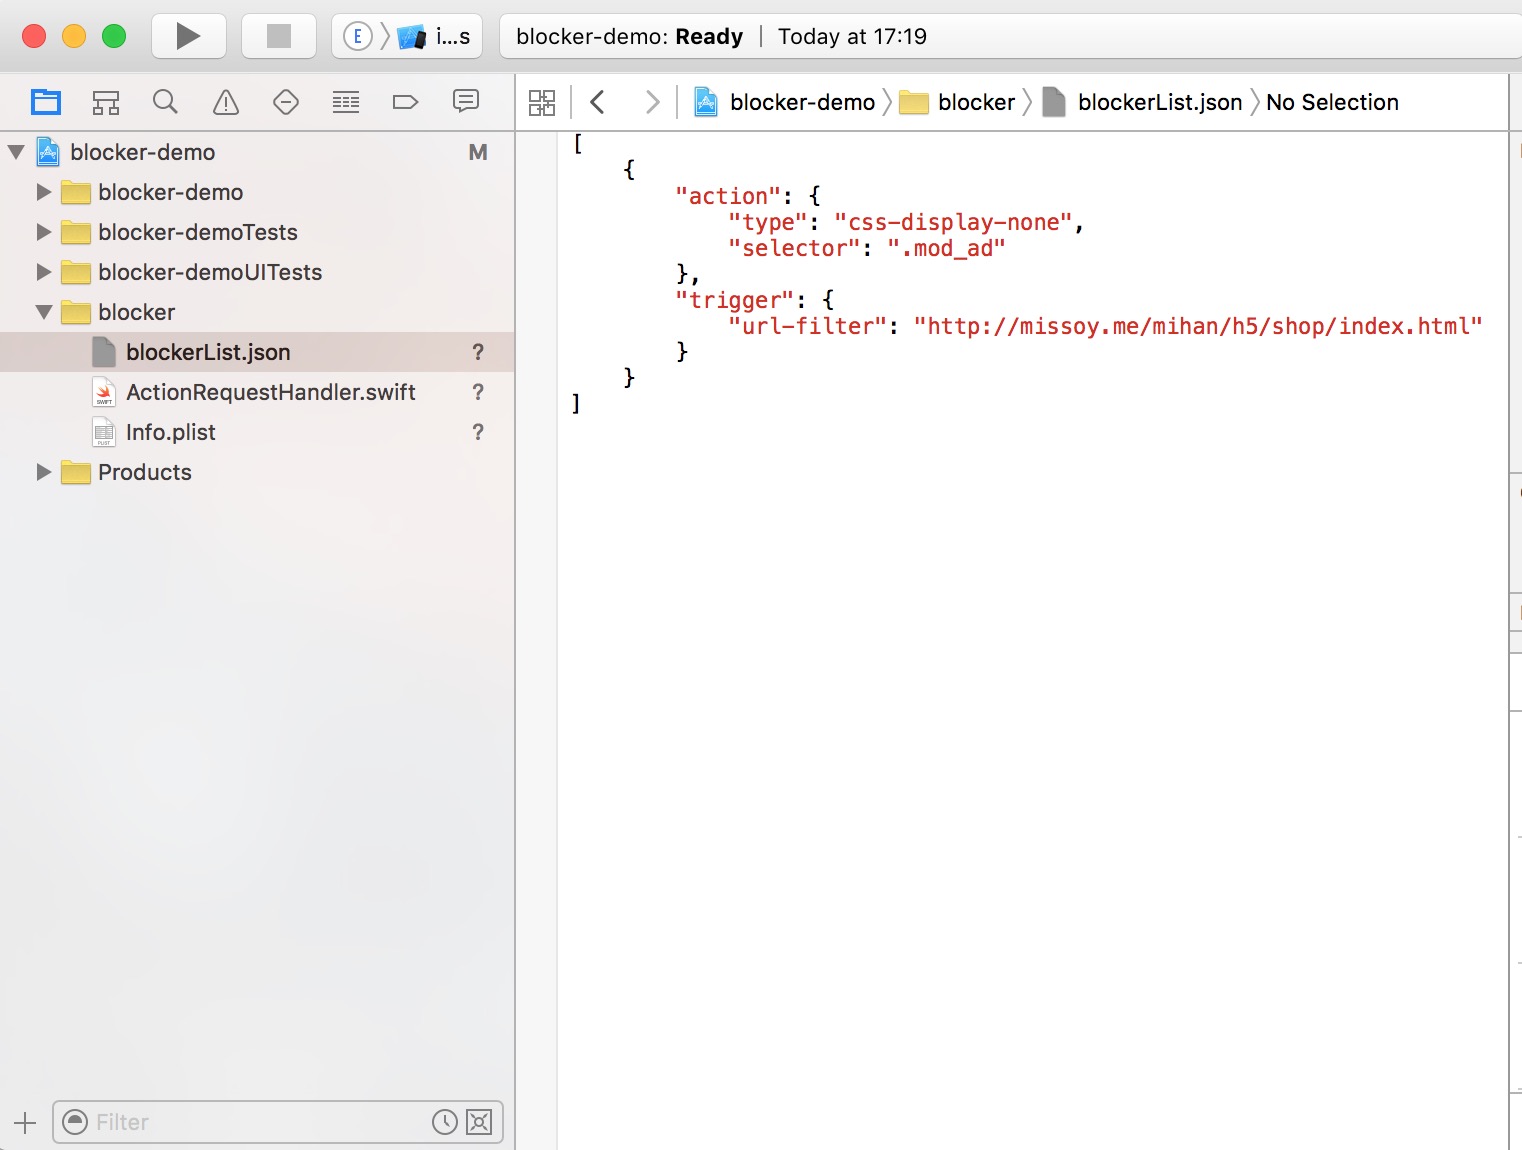 E i...s blocker-demo: Ready | Today at 17:19
blocker-demo blocker blockerList.json No Selection
blocker-demo M
blocker-demo
blocker-demoTests
blocker-demoUITests
blocker
blockerList.json ?
ActionRequestHandler.swift ?
Info.plist ?
Products
Filter
[
{
"action": {
"type": "css-display-none",
"selector": ".mod_ad"
},
"trigger": {
"url-filter": "http://missoy.me/mihan/h5/shop/index.html"
}
}
]